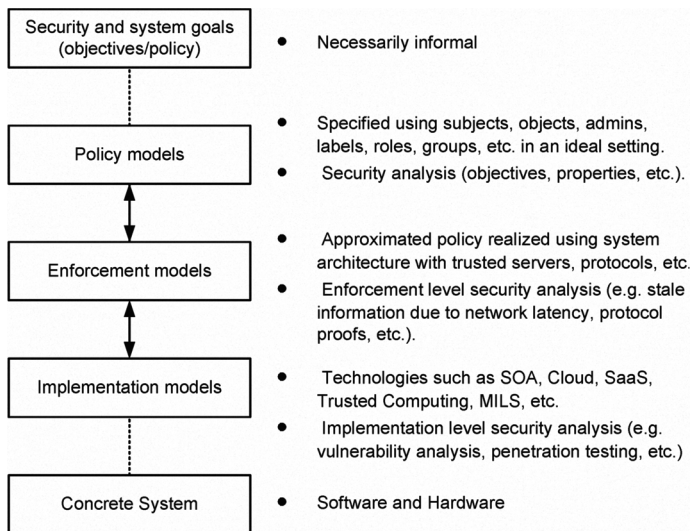 Security and system goals
(objectives/policy)
● Necessarily informal
Policy models
● Specified using subjects, objects, admins,
labels, roles, groups, etc. in an ideal setting.
● Security analysis (objectives, properties, etc.).
Enforcement models
● Approximated policy realized using system
architecture with trusted servers, protocols, etc.
● Enforcement level security analysis (e.g. stale
information due to network latency, protocol
proofs, etc.).
Implementation models
● Technologies such as SOA, Cloud, SaaS,
Trusted Computing, MILS, etc.
● Implementation level security analysis (e.g.
vulnerability analysis, penetration testing, etc.)
Concrete System
● Software and Hardware